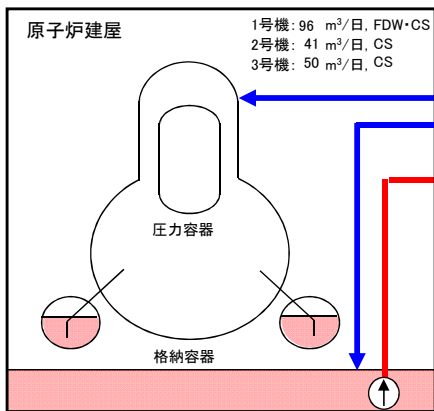 原子炉建屋
1号機: 96 m³/日, FDW・CS
2号機: 41 m³/日, CS
3号機: 50 m³/日, CS
圧力容器
格納容器